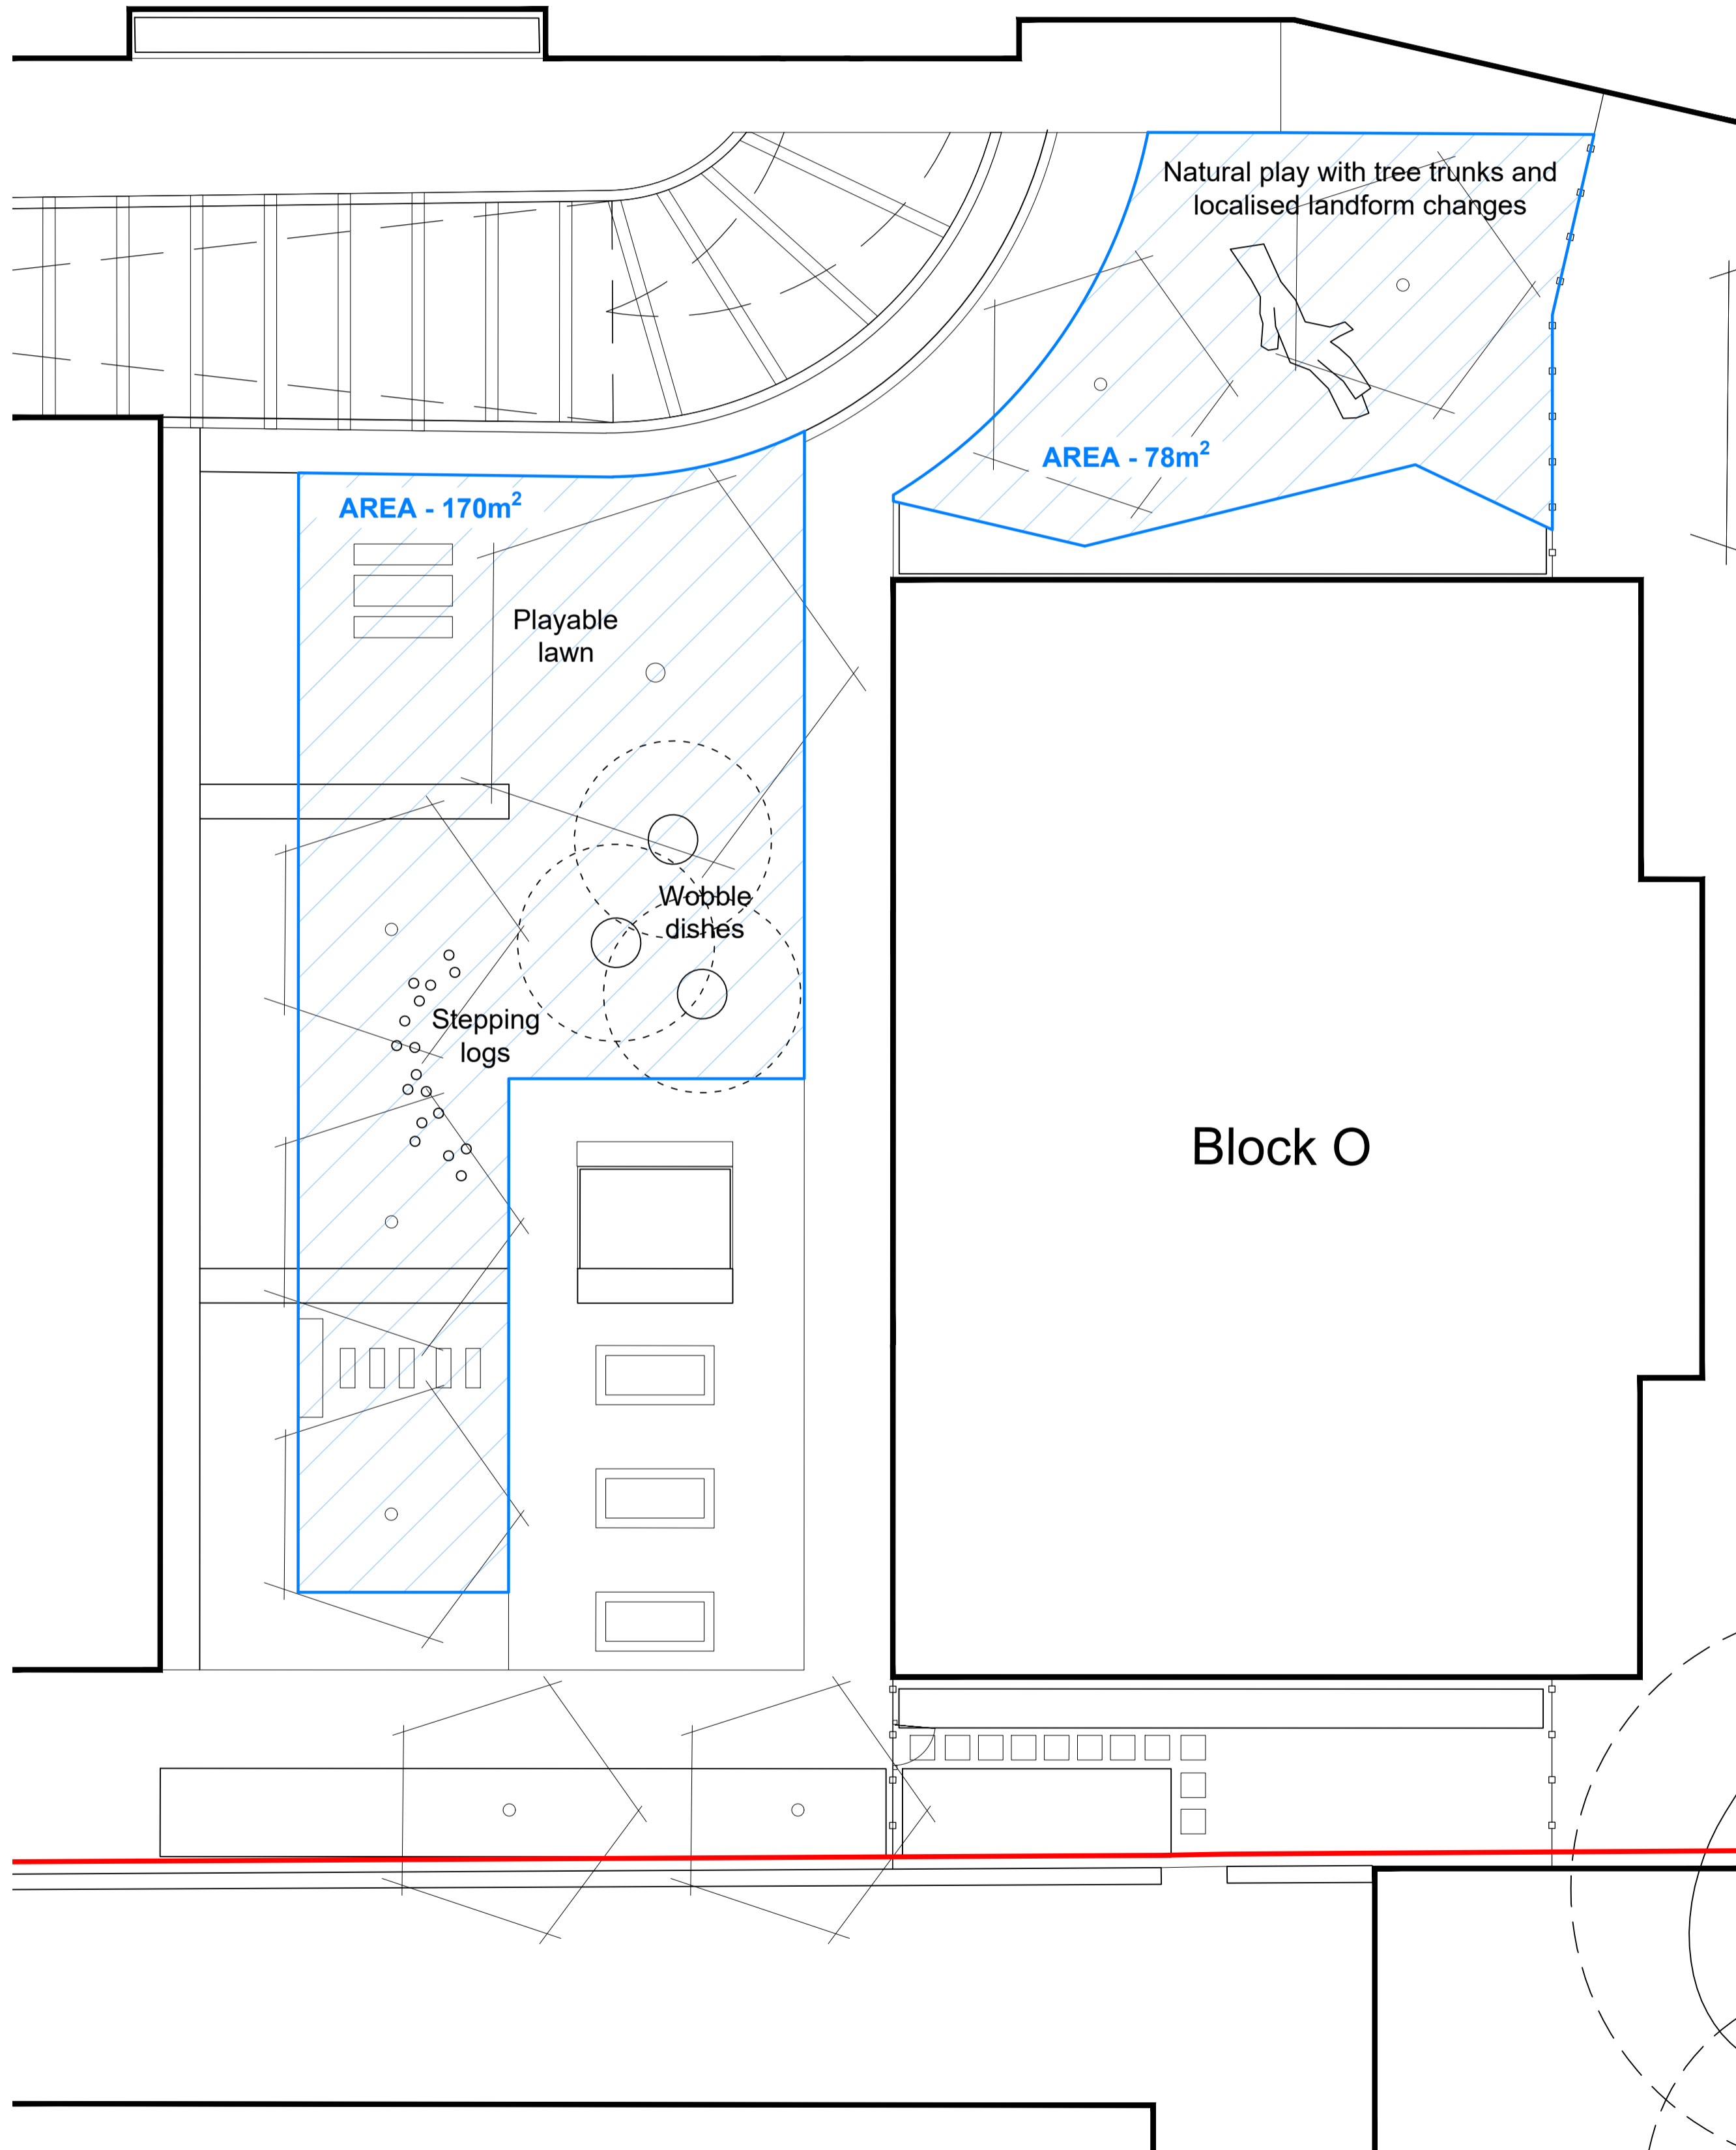 Natural play with tree trunks and
localised landform changes
AREA - 78m²
AREA - 170m²
Playable
lawn
Wobble
dishes
Stepping
logs
Block O